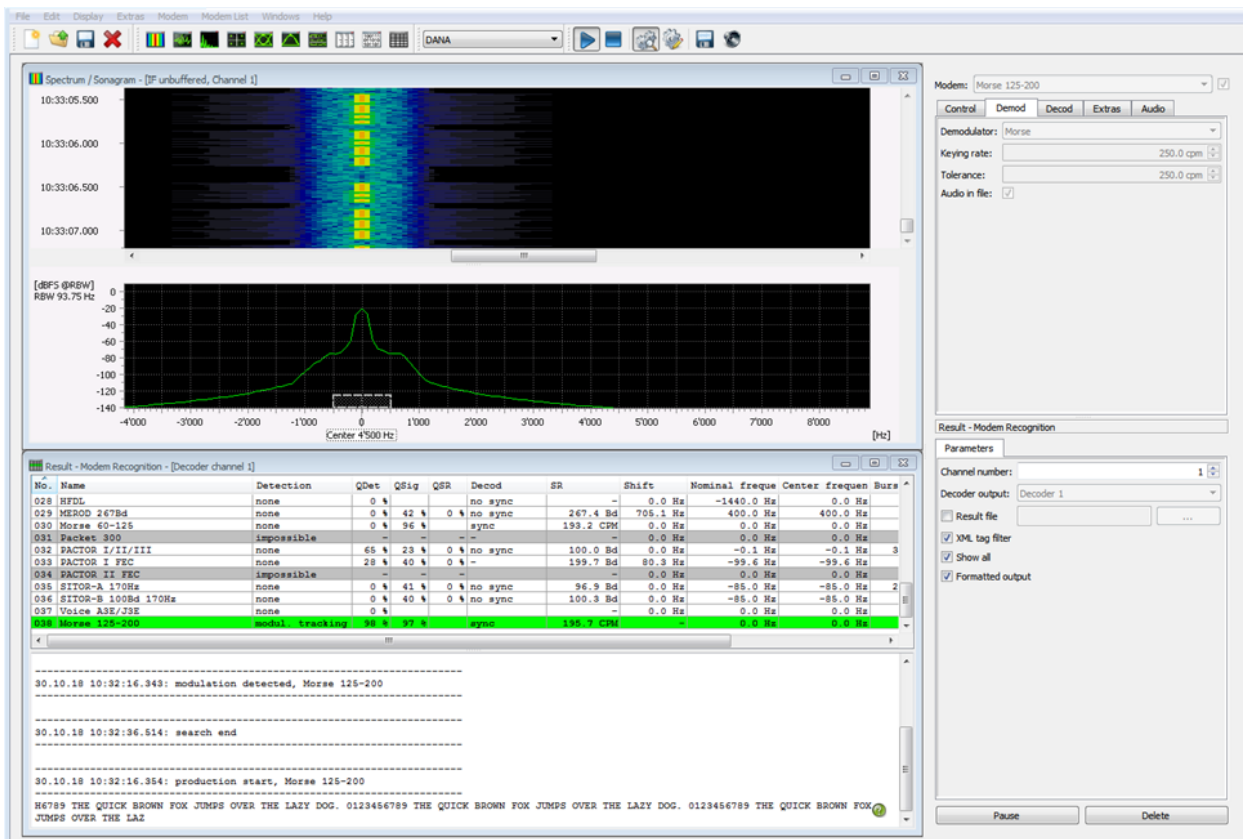 File Edit Display Extras Modem Modem List Windows Help
DANA
Spectrum / Sonagram - [IF unbuffered, Channel 1]
10:33:05.500
10:33:06.000
10:33:06.500
10:33:07.000
[dBFS @RBW]
RBW 93.75 Hz
0
-20
-40
-60
-80
-100
-120
-140
-4'000 -3'000 -2'000 -1'000 0 1'000 2'000 3'000 4'000 5'000 6'000 7'000 8'000
Center 4'500 Hz [Hz]
Result - Modem Recognition - [Decoder channel 1]
No. Name Detection QDet QSig QSR Decod SR Shift Nominal freque Center frequen Burs
028 HFDL none 0 % no sync - 0.0 Hz -1440.0 Hz 0.0 Hz
029 MEROD 267Bd none 0 % 42 % 0 % no sync 267.4 Bd 705.1 Hz 400.0 Hz 400.0 Hz
030 Morse 60-125 none 0 % 96 % sync 193.2 CPM 0.0 Hz 0.0 Hz 0.0 Hz
031 Packet 300 impossible - - - - 0.0 Hz 0.0 Hz
032 PACTOR I/II/III none 65 % 23 % 0 % no sync 100.0 Bd 0.0 Hz -0.1 Hz -0.1 Hz 3
033 PACTOR I FEC none 28 % 40 % 0 % - 199.7 Bd 80.3 Hz -99.6 Hz -99.6 Hz
034 PACTOR II FEC impossible - - - - 0.0 Hz 0.0 Hz
035 SITOR-A 170Hz none 0 % 41 % 0 % no sync 96.9 Bd 0.0 Hz -85.0 Hz -85.0 Hz 2
036 SITOR-B 100Bd 170Hz none 0 % 40 % 0 % no sync 100.3 Bd 0.0 Hz -85.0 Hz -85.0 Hz
037 Voice A3E/J3E none 0 % - 0.0 Hz 0.0 Hz 0.0 Hz
038 Morse 125-200 modul. tracking 98 % 97 % sync 195.7 CPM - 0.0 Hz 0.0 Hz
30.10.18 10:32:16.343: modulation detected, Morse 125-200
30.10.18 10:32:36.514: search end
30.10.18 10:32:16.354: production start, Morse 125-200
H6789 THE QUICK BROWN FOX JUMPS OVER THE LAZY DOG. 0123456789 THE QUICK BROWN FOX JUMPS OVER THE LAZY DOG. 0123456789 THE QUICK BROWN FOX
JUMPS OVER THE LAZ
Modem: Morse 125-200
Control Demod Decod Extras Audio
Demodulator: Morse
Keying rate: 250.0 cpm
Tolerance: 250.0 cpm
Audio in file:
Result - Modem Recognition
Parameters
Channel number: 1
Decoder output: Decoder 1
Result file ...
XML tag filter
Show all
Formatted output
Pause Delete